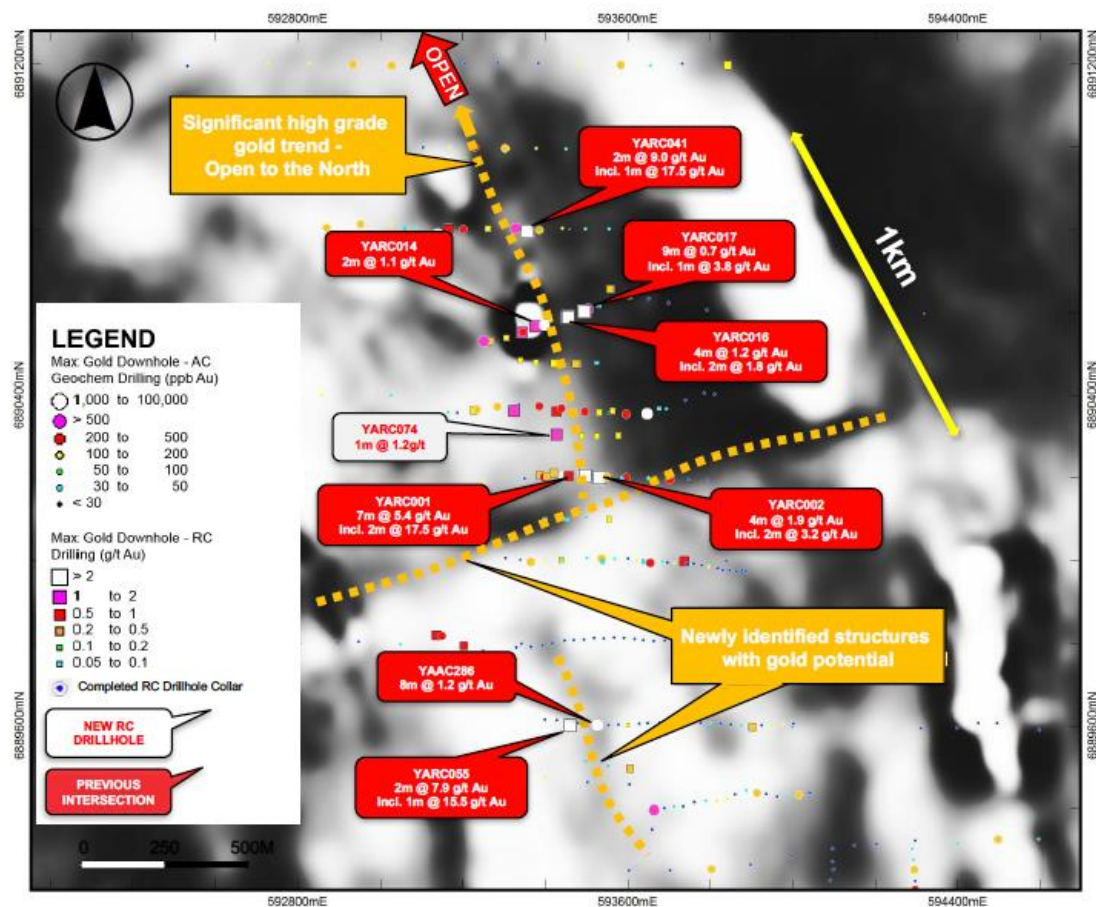 592800mE
593600mE
594400mE
6891200mN
6891200mN
OPEN
Significant high grade
gold trend -
Open to the North
YARC041
2m @ 9.0 g/t Au
Incl. 1m @ 17.5 g/t Au
YARC014
2m @ 1.1 g/t Au
YARC017
9m @ 0.7 g/t Au
Incl. 1m @ 3.8 g/t Au
1km
YARC016
4m @ 1.2 g/t Au
Incl. 2m @ 1.8 g/t Au
6890400mN
6890400mN
YARC074
1m @ 1.2g/t
YARC001
7m @ 5.4 g/t Au
Incl. 2m @ 17.5 g/t Au
YARC002
4m @ 1.9 g/t Au
Incl. 2m @ 3.2 g/t Au
Newly identified structures
with gold potential
YAAC286
8m @ 1.2 g/t Au
YARC055
2m @ 7.9 g/t Au
Incl. 1m @ 15.5 g/t Au
6889600mN
6889600mN
LEGEND
Max Gold Downhole - AC
Geochem Drilling (ppb Au)
1,000 to 100,000
> 500
200 to 500
100 to 200
50 to 100
30 to 50
< 30
Max Gold Downhole - RC
Drilling (g/t Au)
> 2
1 to 2
0.5 to 1
0.2 to 0.5
0.1 to 0.2
0.05 to 0.1
Completed RC Drillhole Collar
NEW RC
DRILLHOLE
PREVIOUS
INTERSECTION
0 250 500M
592800mE
593600mE
594400mE